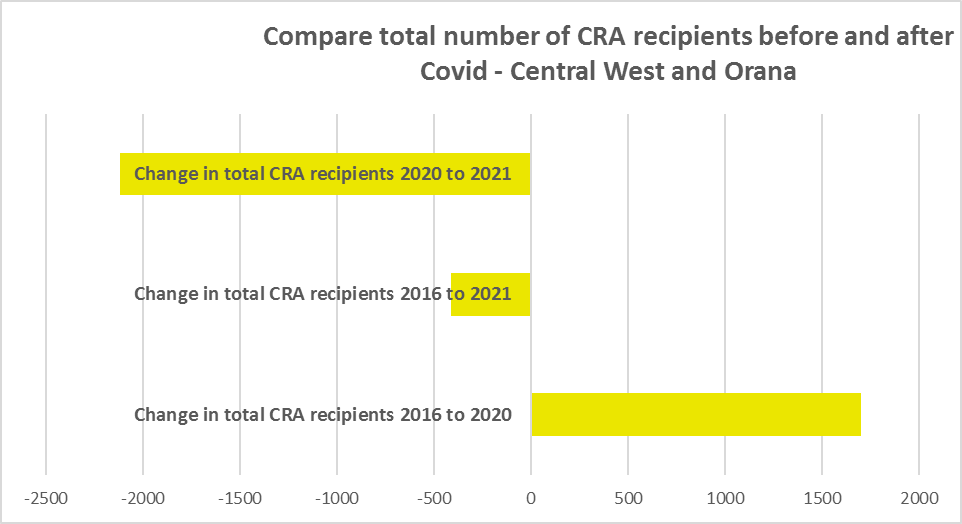 Compare total number of CRA recipients before and after
Covid - Central West and Orana
Change in total CRA recipients 2020 to 2021
Change in total CRA recipients 2016 to 2021
Change in total CRA recipients 2016 to 2020
-2500 -2000 -1500 -1000 -500 0 500 1000 1500 2000